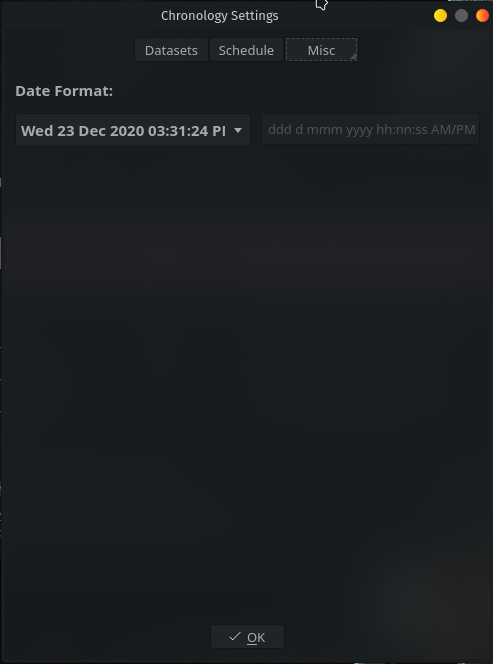 Chronology Settings
Datasets Schedule Misc
Date Format:
Wed 23 Dec 2020 03:31:24 PI ddd d mmm yyyy hh:nn:ss AM/PM
OK